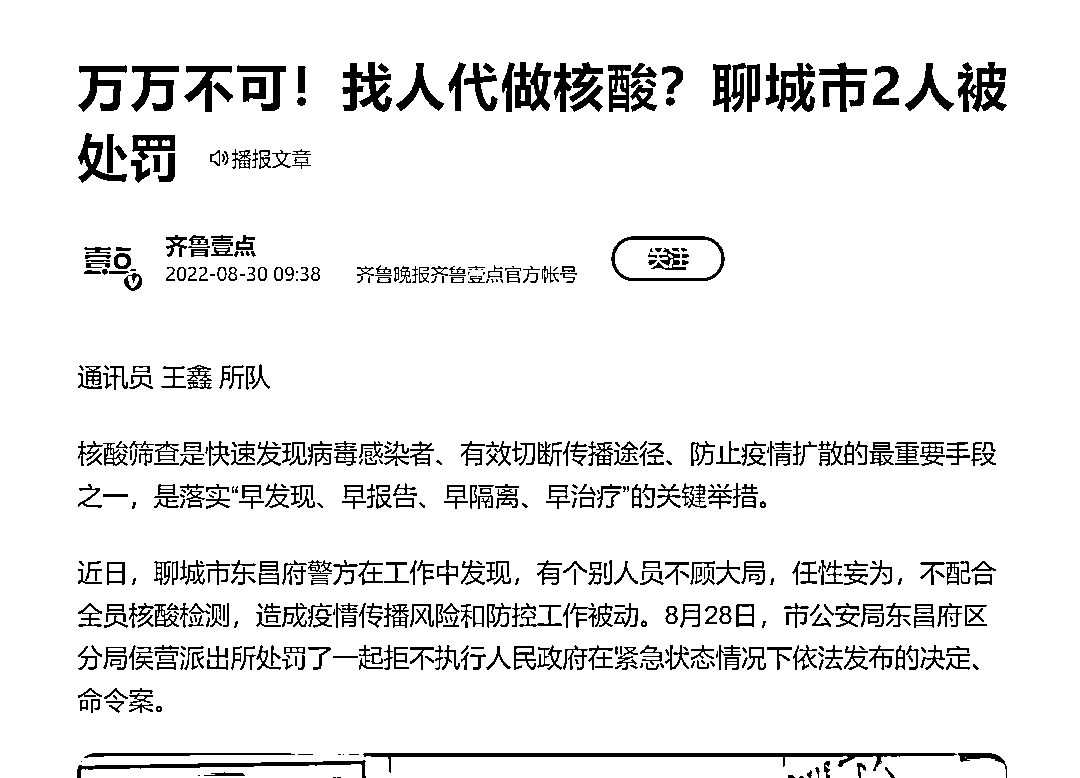 万万不可！找人代做核酸？聊城市2人被
处罚 播报文章
壹点
齐鲁壹点
2022-08-30 09:38 齐鲁晚报齐鲁壹点官方帐号
关注
通讯员 王鑫 所队
核酸筛查是快速发现病毒感染者、有效切断传播途径、防止疫情扩散的最重要手段
之一，是落实“早发现、早报告、早隔离、早治疗”的关键举措。
近日，聊城市东昌府警方在工作中发现，有个别人员不顾大局，任性妄为，不配合
全员核酸检测，造成疫情传播风险和防控工作被动。8月28日，市公安局东昌府区
分局侯营派出所处罚了一起拒不执行人民政府在紧急状态情况下依法发布的决定、
命令案。